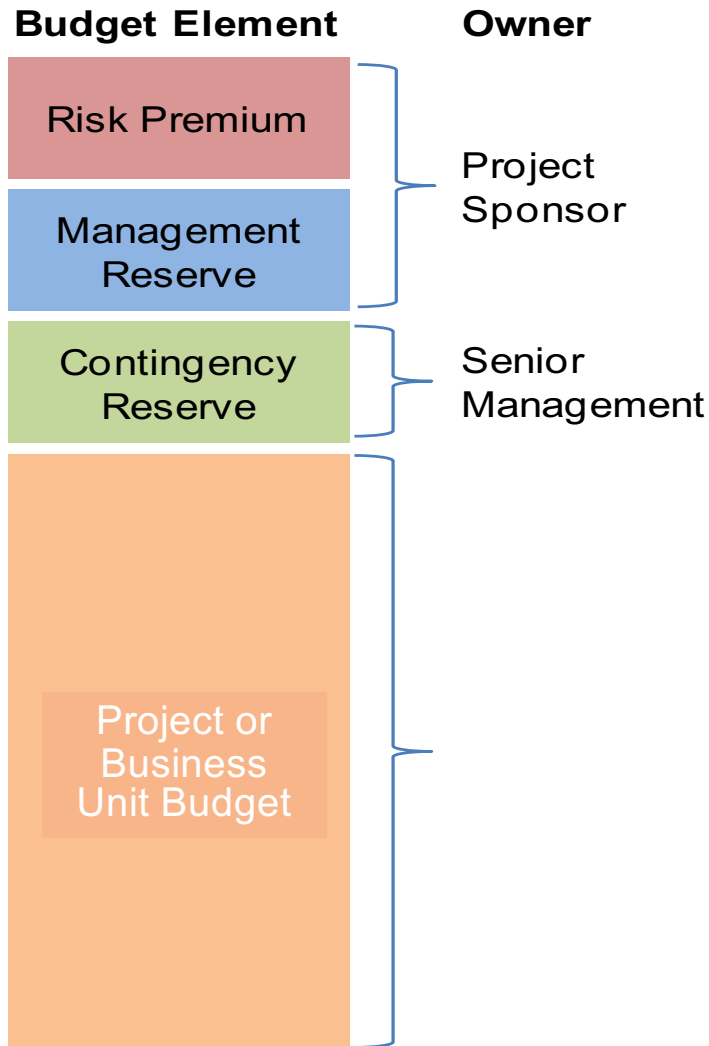 Budget Element
Owner
Risk Premium
Project
Sponsor
Management
Reserve
Contingency
Reserve
Senior
Management
Project or
Business
Unit Budget